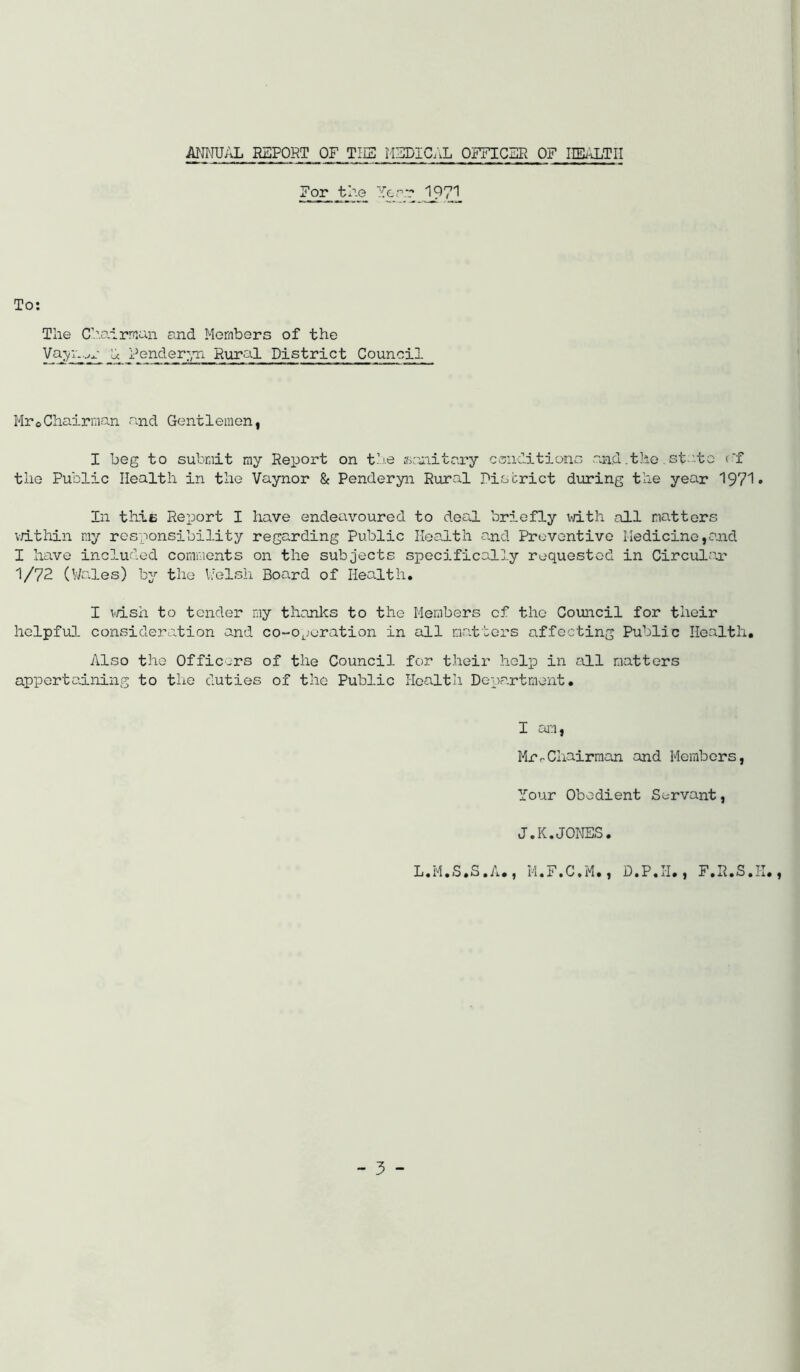 ANNUAL REPORT OF THE MEDICAL OFFICER OF HEALTH
For the Year 1971
To:
The Chairman and Members of the
Vaynor & Penderyn Rural District Council
Mr.Chairman and Gentlemen,
I beg to submit my Report on the sanitary conditions and.the.state of
the Public Health in the Vaynor & Penderyn Rural District during the year 1971.
In this Report I have endeavoured to deal briefly with all matters
within my responsibility regarding Public Health and Preventive Medicine,and
I have included comments on the subjects specifically requested in Circular
1/72 (Wales) by the Welsh Board of Health.
I wish to tender my thanks to the Members of the Council for their
helpful consideration and co-operation in all matters affecting Public Health.
Also the Officers of the Council for their help in all matters
appertaining to the duties of the Public Health Department.
I am,
Mr.Chairman and Members,
Your Obedient Servant,
J.K.JONES.
L.M.S.S.A., M.F.C.M., D.P.H., F.R.S.H.,
- 3 -